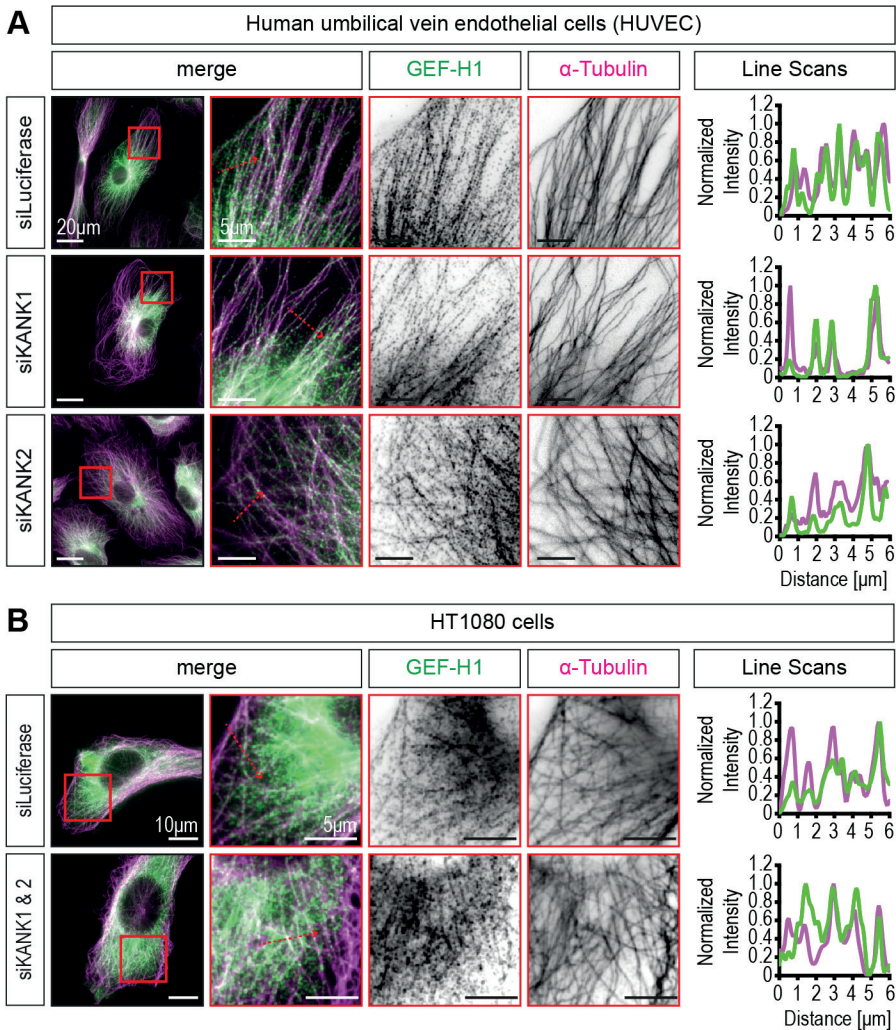 A
Human umbilical vein endothelial cells (HUVEC)
merge
GEF-H1
α-Tubulin
Line Scans
siLuciferase
20µm
5µm
Normalized
Intensity
1.2
1.0
0.8
0.6
0.4
0.2
0
0 1 2 3 4 5 6
siKANK1
Normalized
Intensity
1.2
1.0
0.8
0.6
0.4
0.2
0
0 1 2 3 4 5 6
siKANK2
Normalized
Intensity
1.2
1.0
0.8
0.6
0.4
0.2
0
0 1 2 3 4 5 6
Distance [µm]
B
HT1080 cells
merge
GEF-H1
α-Tubulin
Line Scans
siLuciferase
10µm
5µm
Normalized
Intensity
1.2
1.0
0.8
0.6
0.4
0.2
0
0 1 2 3 4 5 6
siKANK1 & 2
Normalized
Intensity
1.2
1.0
0.8
0.6
0.4
0.2
0
0 1 2 3 4 5 6
Distance [µm]